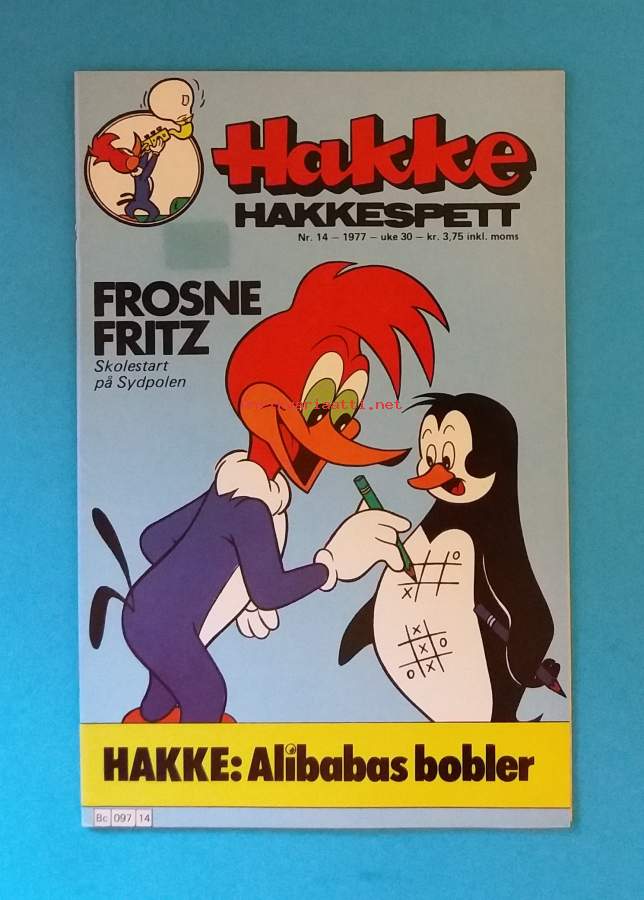 Hakke
HAKKESPETT
Nr. 14 – 1977 – uke 30 – kr. 3,75 inkl. moms
FROSNE
FRITZ
Skolestart
på Sydpolen
O
X
X
X O
O X
HAKKE: Alibabas bobler
Bc 097 14